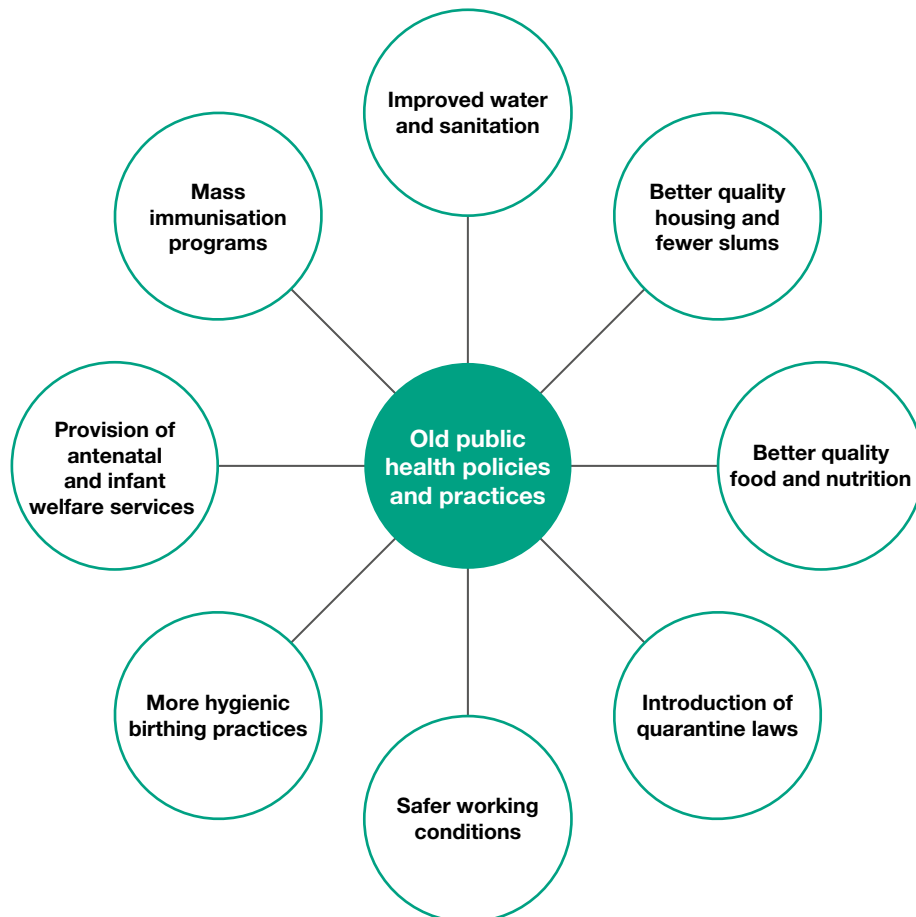 Improved water
and sanitation
Better quality
housing and
fewer slums
Better quality
food and nutrition
Introduction of
quarantine laws
Safer working
conditions
More hygienic
birthing practices
Provision of
antenatal
and infant
welfare services
Mass
immunisation
programs
Old public
health policies
and practices